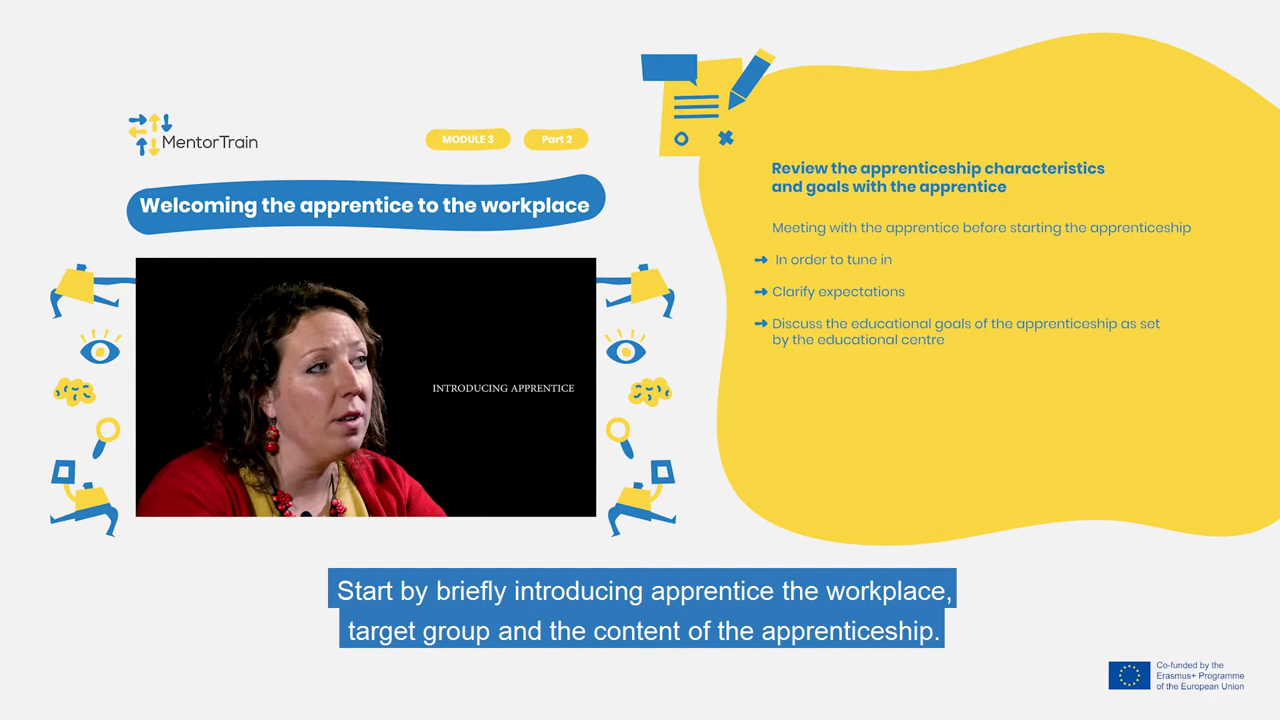 MentorTrain
MODULE 3
Part 2
Welcoming the apprentice to the workplace
INTRODUCING APPRENTICE
Review the apprenticeship characteristics
and goals with the apprentice
Meeting with the apprentice before starting the apprenticeship
In order to tune in
Clarify expectations
Discuss the educational goals of the apprenticeship as set
by the educational centre
Start by briefly introducing apprentice the workplace,
target group and the content of the apprenticeship.
Co-funded by the
Erasmus+ Programme
of the European Union